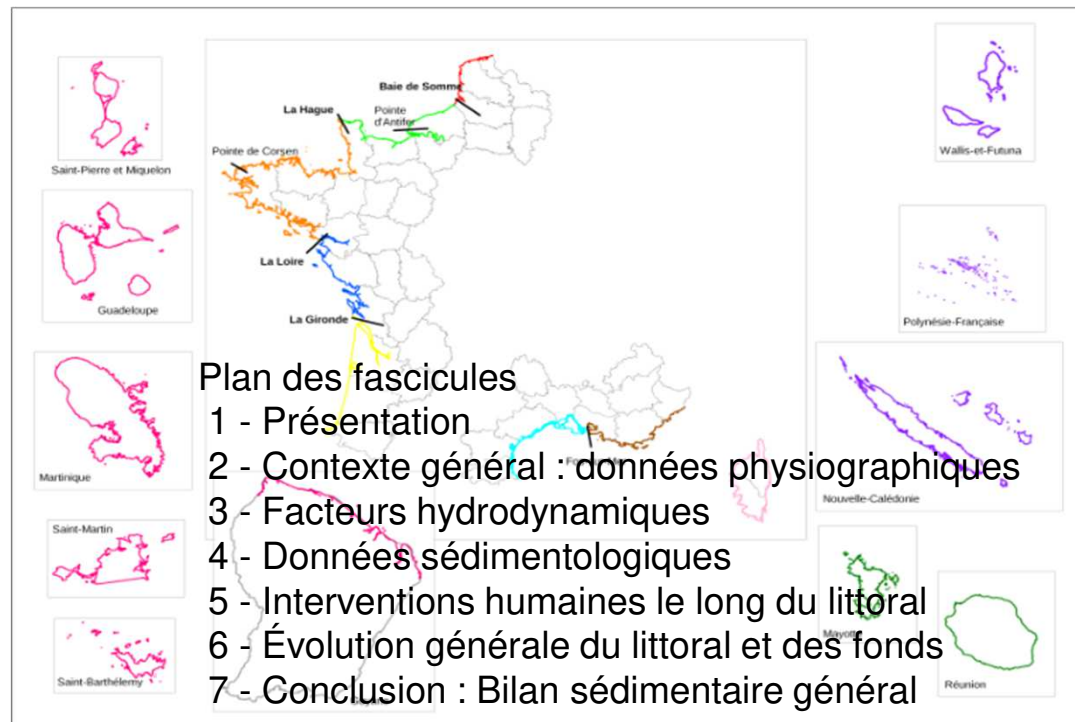 Saint-Pierre et Miquelon
Guadeloupe
Martinique
Saint-Martin
Saint-Barthélemy
Baie de Somme
La Hague
Pointe
d'Antifer
Pointe de Corsen
La Loire
La Gironde
Wallis-et-Futuna
Polynésie-Française
Nouvelle-Calédonie
Mayotte
Réunion
Plan des fascicules
1 - Présentation
2 - Contexte général : données physiographiques
3 - Facteurs hydrodynamiques
4 - Données sédimentologiques
5 - Interventions humaines le long du littoral
6 - Évolution générale du littoral et des fonds
7 - Conclusion : Bilan sédimentaire général